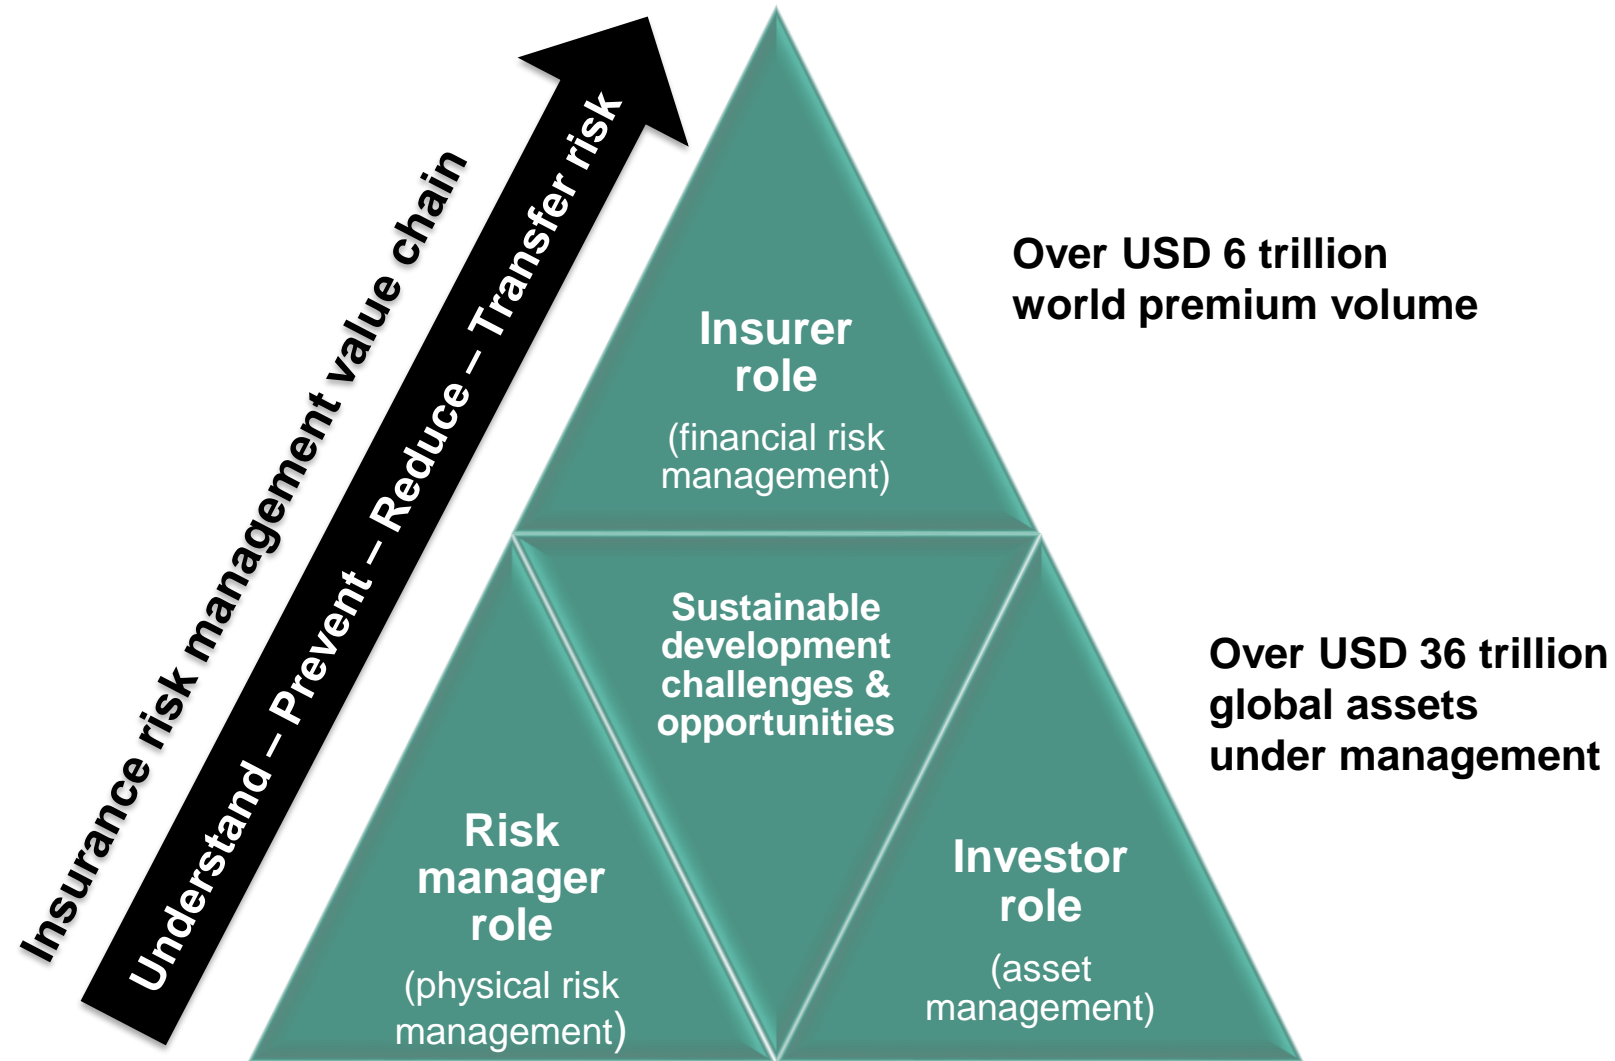 Insurance risk management value chain
Understand – Prevent – Reduce – Transfer risk
Insurer
role
(financial risk
management)
Over USD 6 trillion
world premium volume
Sustainable
development
challenges &
opportunities
Over USD 36 trillion
global assets
under management
Risk
manager
role
(physical risk
management)
Investor
role
(asset
management)